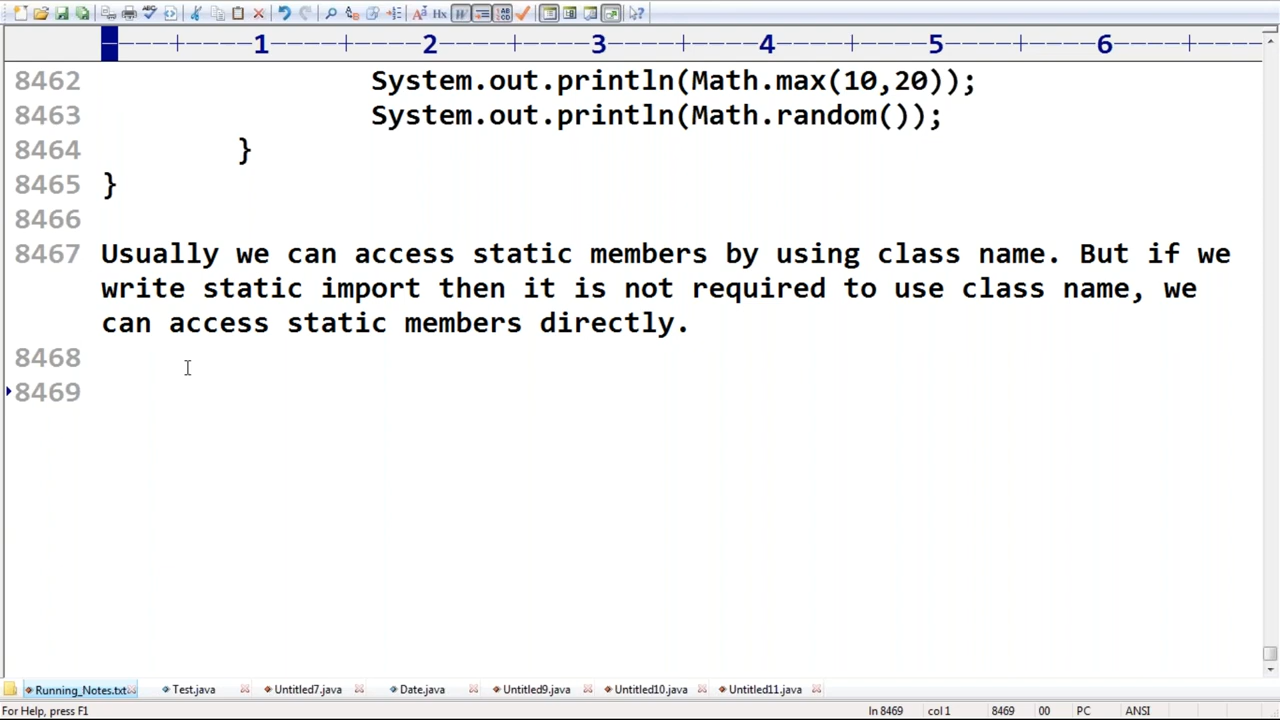 ----+----1----+----2----+----3----+----4----+----5----+----6----+----
8462 System.out.println(Math.max(10,20));
8463 System.out.println(Math.random());
8464 }
8465 }
8466
8467 Usually we can access static members by using class name. But if we
write static import then it is not required to use class name, we
can access static members directly.
8468
8469
Running_Notes.txt Test.java Untitled7.java Date.java Untitled9.java Untitled10.java Untitled11.java
For Help, press F1 ln 8469 col 1 8469 00 PC ANSI